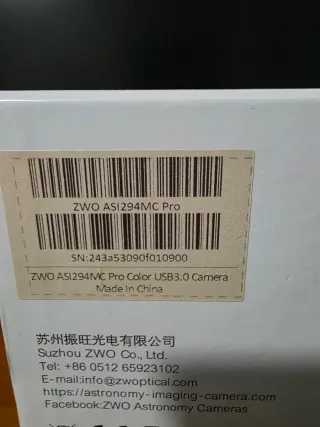 ZWO ASI294MC Pro
SN:243a53090f010900
ZWO ASI294MC Pro Color USB3.0 Camera
Made In China
苏州振旺光电有限公司
Suzhou ZWO Co., Ltd.
Tel: +86 0512 65923102
E-mail:info@zwoptical.com
https://astronomy-imaging-camera.com
Facebook:ZWO Astronomy Cameras